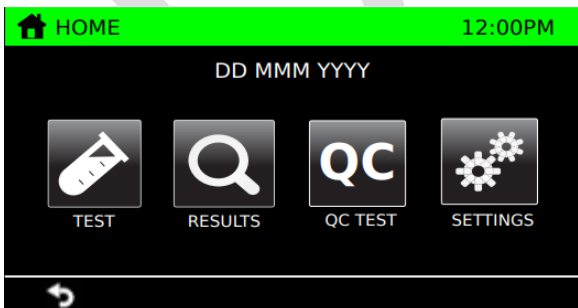 HOME 12:00PM
DD MMM YYYY
QC
TEST RESULTS QC TEST SETTINGS